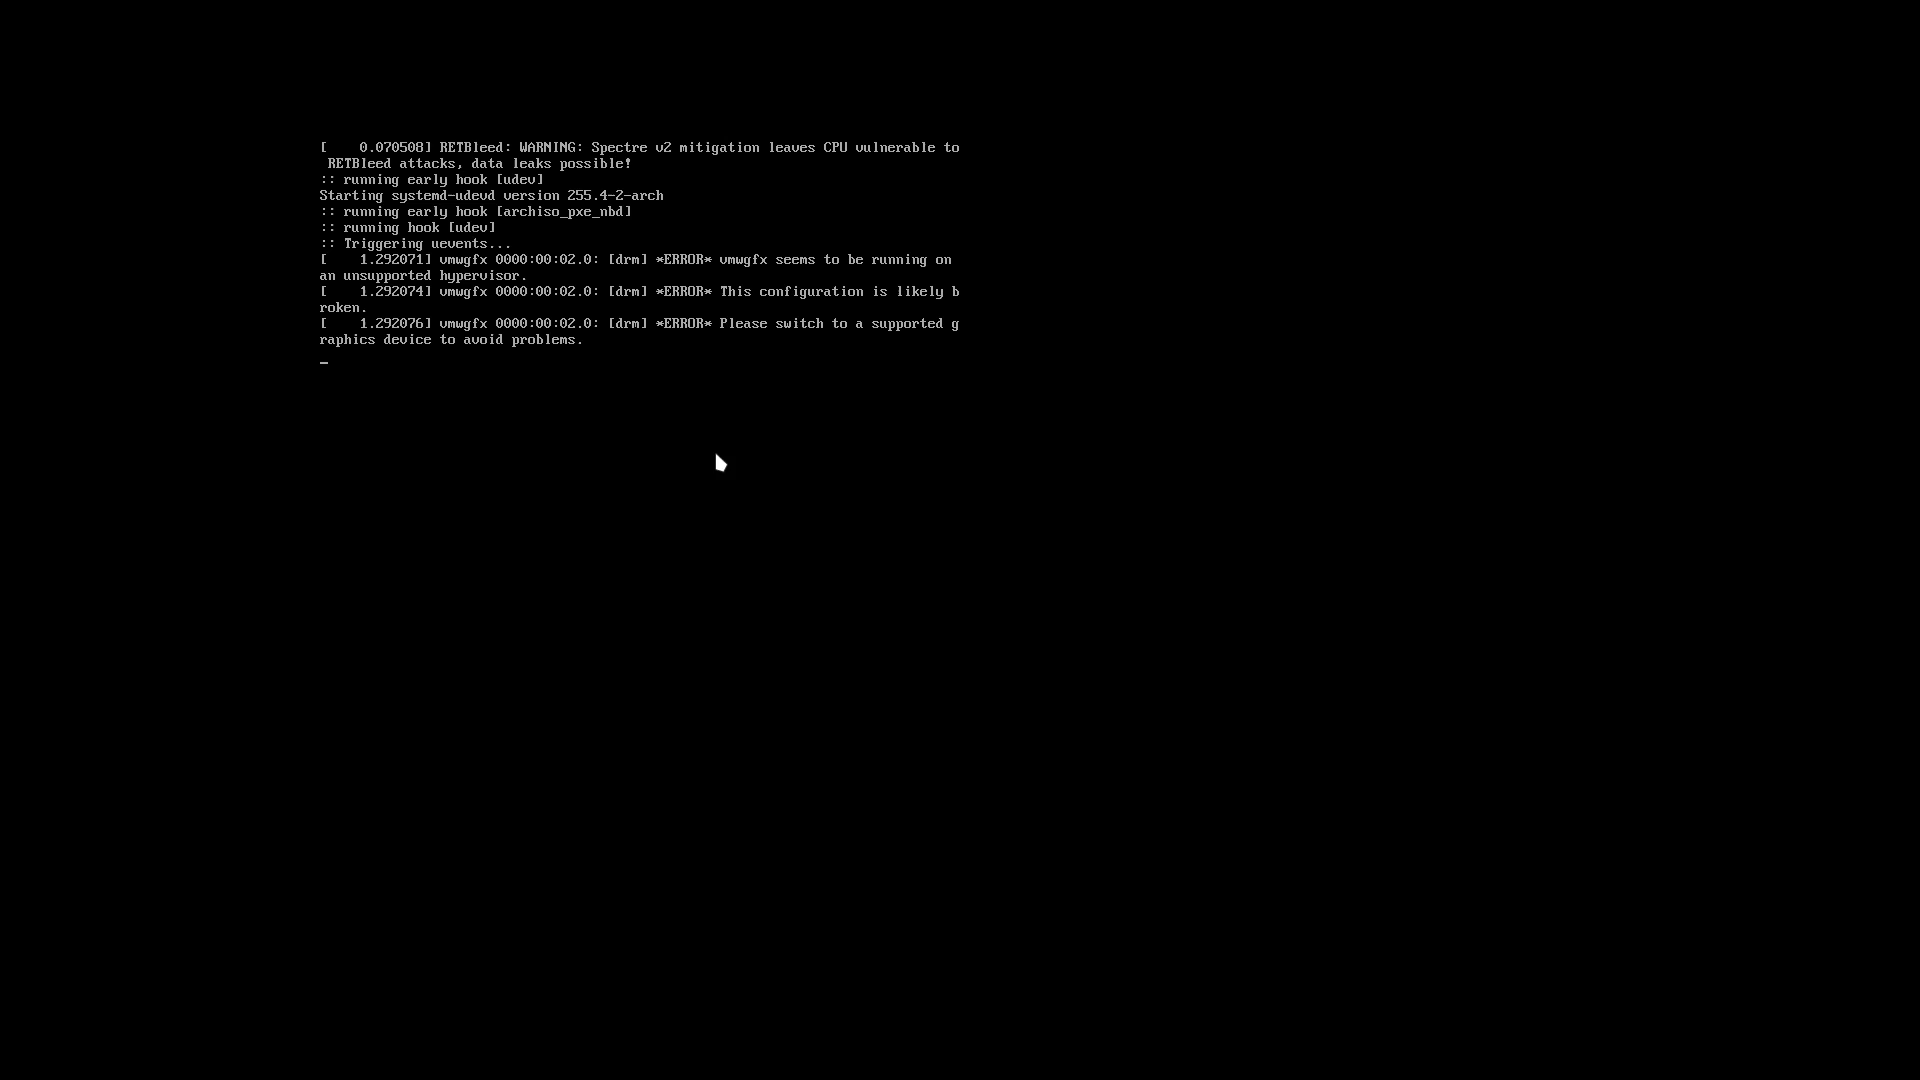 [    0.070508] RETBleed: WARNING: Spectre v2 mitigation leaves CPU vulnerable to
 RETBleed attacks, data leaks possible!
:: running early hook [udev]
Starting systemd-udevd version 255.4-2-arch
:: running early hook [archiso_pxe_nbd]
:: running hook [udev]
:: Triggering uevents...
[    1.292071] vmwgfx 0000:00:02.0: [drm] *ERROR* vmwgfx seems to be running on
an unsupported hypervisor.
[    1.292074] vmwgfx 0000:00:02.0: [drm] *ERROR* This configuration is likely b
roken.
[    1.292076] vmwgfx 0000:00:02.0: [drm] *ERROR* Please switch to a supported g
raphics device to avoid problems.
_